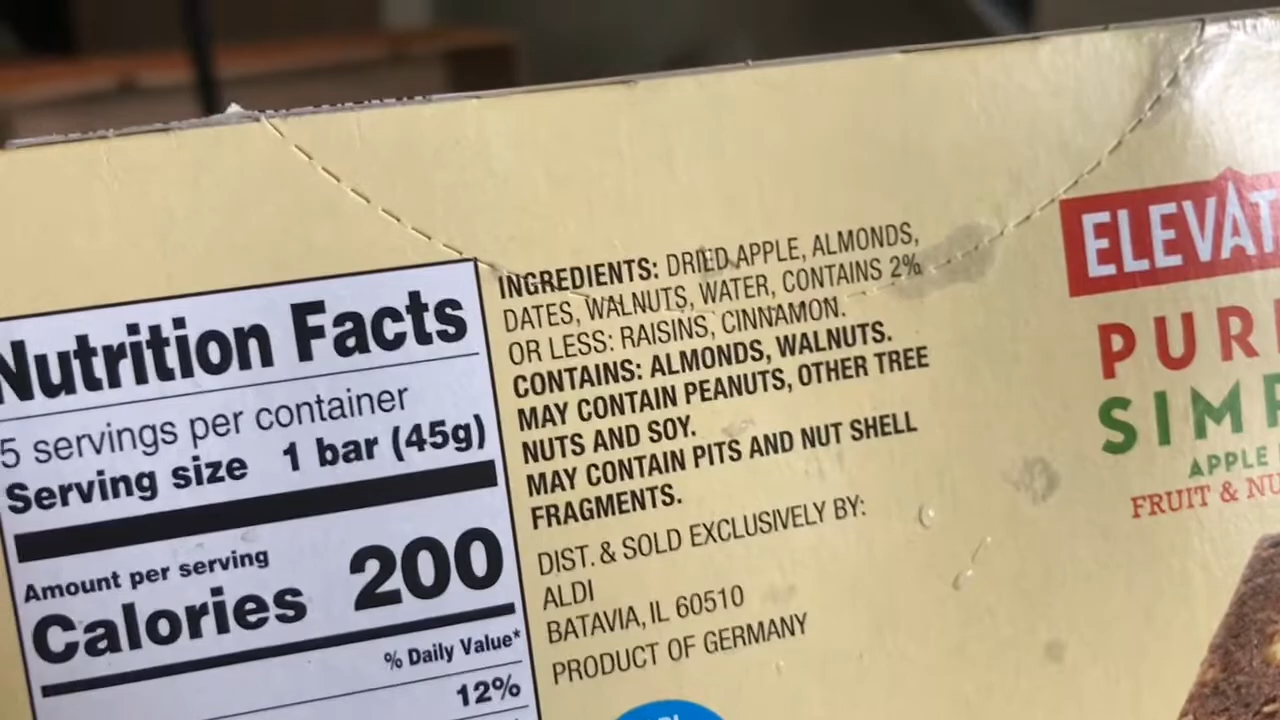 Nutrition Facts
5 servings per container
Serving size 1 bar (45g)
Amount per serving
Calories 200
% Daily Value*
12%
INGREDIENTS: DRIED APPLE, ALMONDS,
DATES, WALNUTS, WATER, CONTAINS 2%
OR LESS: RAISINS, CINNAMON.
CONTAINS: ALMONDS, WALNUTS.
MAY CONTAIN PEANUTS, OTHER TREE
NUTS AND SOY.
MAY CONTAIN PITS AND NUT SHELL
FRAGMENTS.
DIST. & SOLD EXCLUSIVELY BY:
ALDI
BATAVIA, IL 60510
PRODUCT OF GERMANY
ELEVAT
PUR
SIMP
APPLE
FRUIT & NU